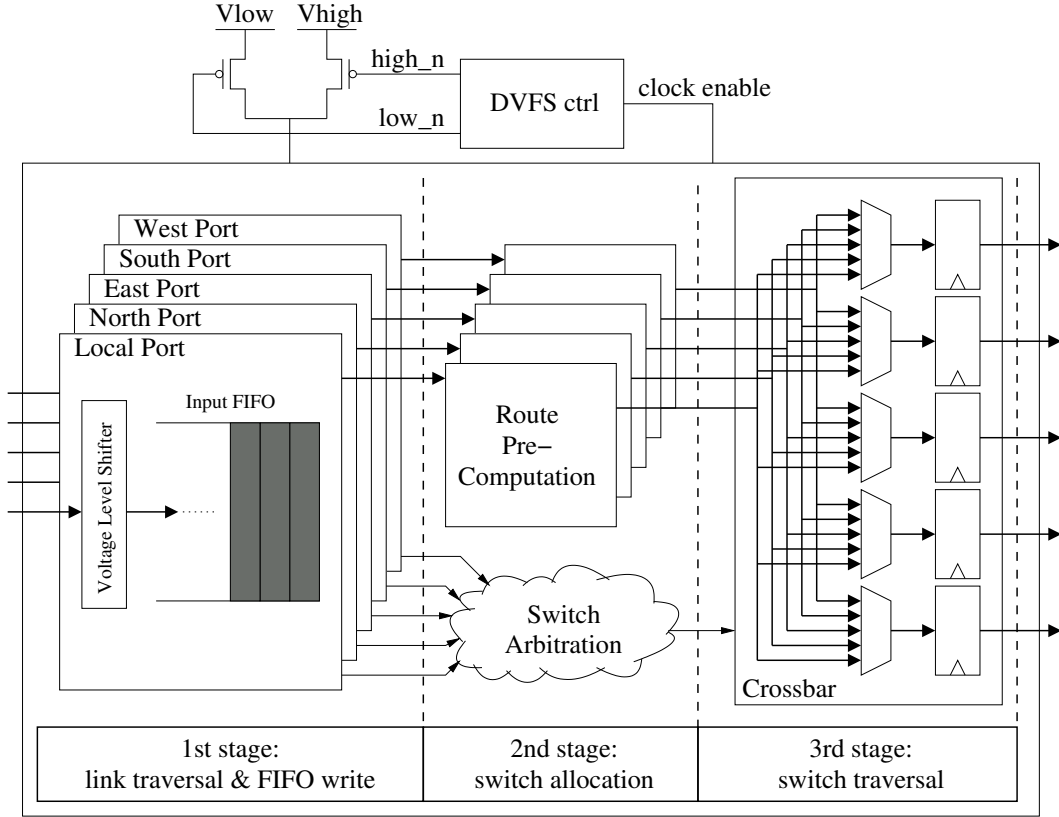 Vlow
Vhigh
high_n
low_n
DVFS ctrl
clock enable
West Port
South Port
East Port
North Port
Local Port
Input FIFO
Voltage Level Shifter
Route
Pre-
Computation
Switch
Arbitration
Crossbar
1st stage:
link traversal & FIFO write
2nd stage:
switch allocation
3rd stage:
switch traversal